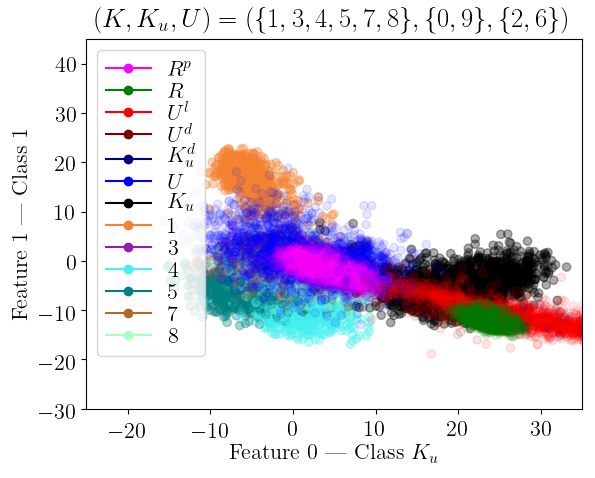 (K, K_u, U) = ({1, 3, 4, 5, 7, 8}, {0, 9}, {2, 6})
40
30
20
10
0
−10
−20
−30
Feature 1 — Class 1
R^p
R
U^l
U^d
K_u^d
U
K_u
1
3
4
5
7
8
−20 −10 0 10 20 30
Feature 0 — Class K_u